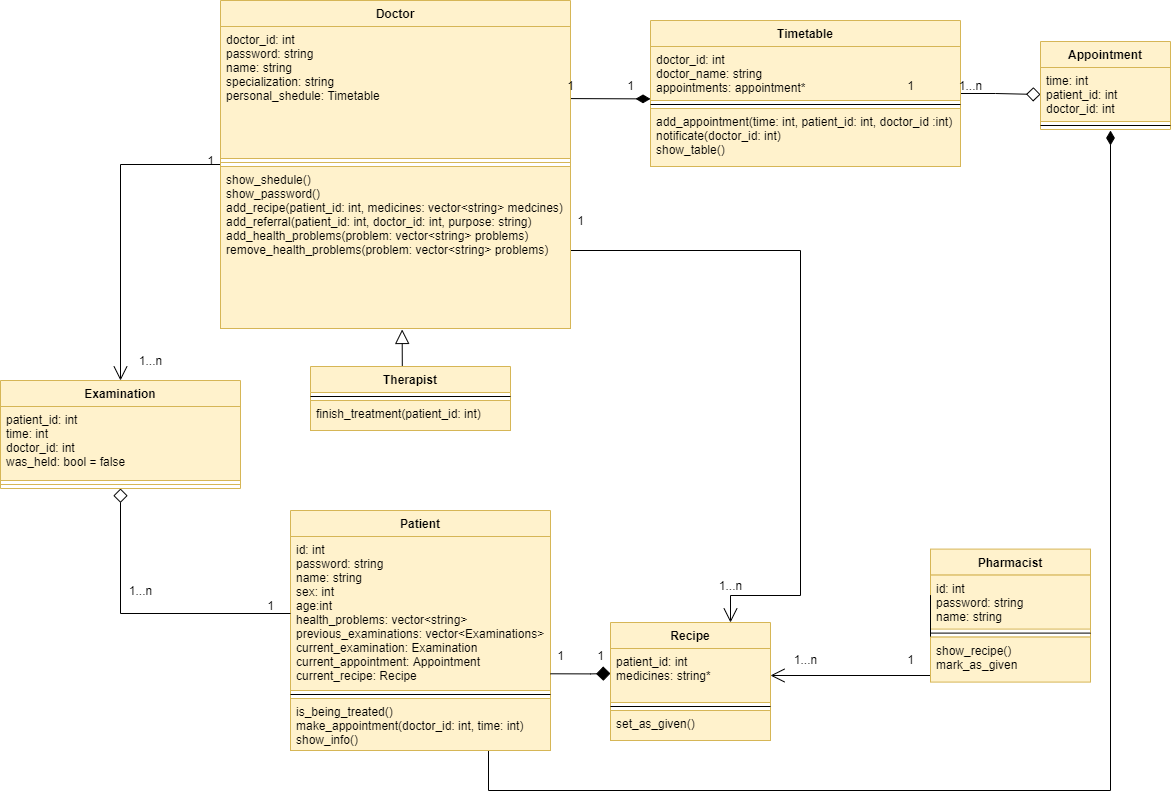 Doctor
doctor_id: int
password: string
name: string
specialization: string
personal_shedule: Timetable
show_shedule()
show_password()
add_recipe(patient_id: int, medicines: vector<string> medcines)
add_referral(patient_id: int, doctor_id: int, purpose: string)
add_health_problems(problem: vector<string> problems)
remove_health_problems(problem: vector<string> problems)
1
1
Timetable
doctor_id: int
doctor_name: string
appointments: appointment*
add_appointment(time: int, patient_id: int, doctor_id :int)
notificate(doctor_id: int)
show_table()
1
1...n
Appointment
time: int
patient_id: int
doctor_id: int
1
1
1...n
Therapist
finish_treatment(patient_id: int)
Examination
patient_id: int
time: int
doctor_id: int
was_held: bool = false
1...n
1
Patient
id: int
password: string
name: string
sex: int
age:int
health_problems: vector<string>
previous_examinations: vector<Examinations>
current_examination: Examination
current_appointment: Appointment
current_recipe: Recipe
is_being_treated()
make_appointment(doctor_id: int, time: int)
show_info()
1
1
1...n
Recipe
patient_id: int
medicines: string*
set_as_given()
1...n
1
Pharmacist
id: int
password: string
name: string
show_recipe()
mark_as_given